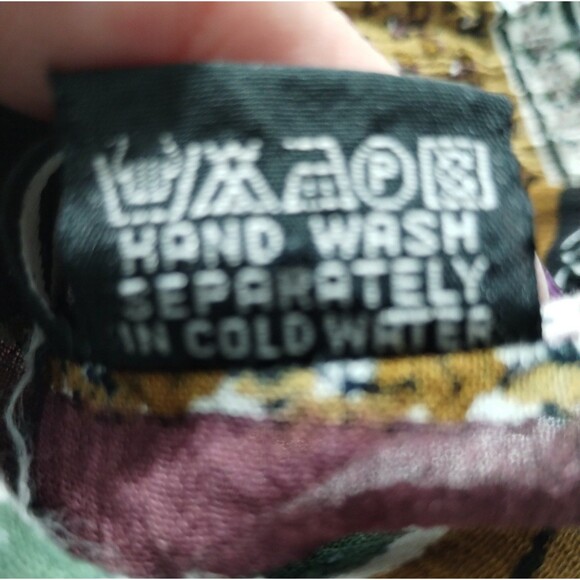 P
HAND WASH
SEPARATELY
IN COLD WATER